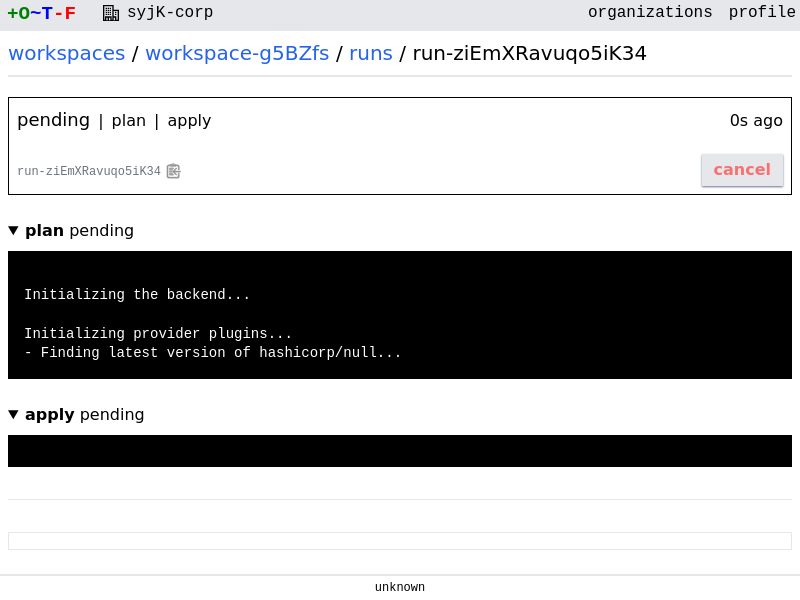 +O~T-F syjK-corp organizations profile
workspaces / workspace-g5BZfs / runs / run-ziEmXRavuqo5iK34
pending | plan | apply 0s ago
run-ziEmXRavuqo5iK34 cancel
▼ plan pending
Initializing the backend...
Initializing provider plugins...
- Finding latest version of hashicorp/null...
▼ apply pending
unknown